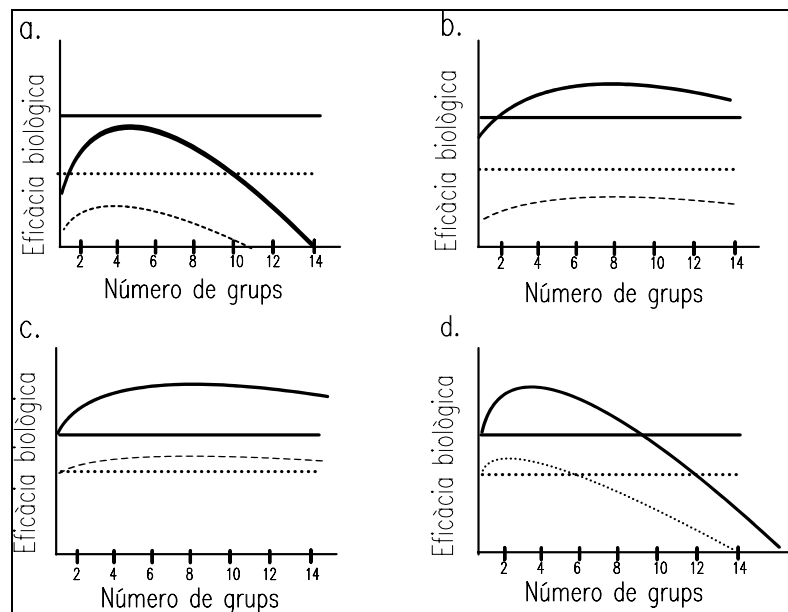 a.
Eficàcia biològica
2 4 6 8 10 12 14
Número de grups
b.
Eficàcia biològica
2 4 6 8 10 12 14
Número de grups
c.
Eficàcia biològica
2 4 6 8 10 12 14
Número de grups
d.
Eficàcia biològica
2 4 6 8 10 12 14
Número de grups